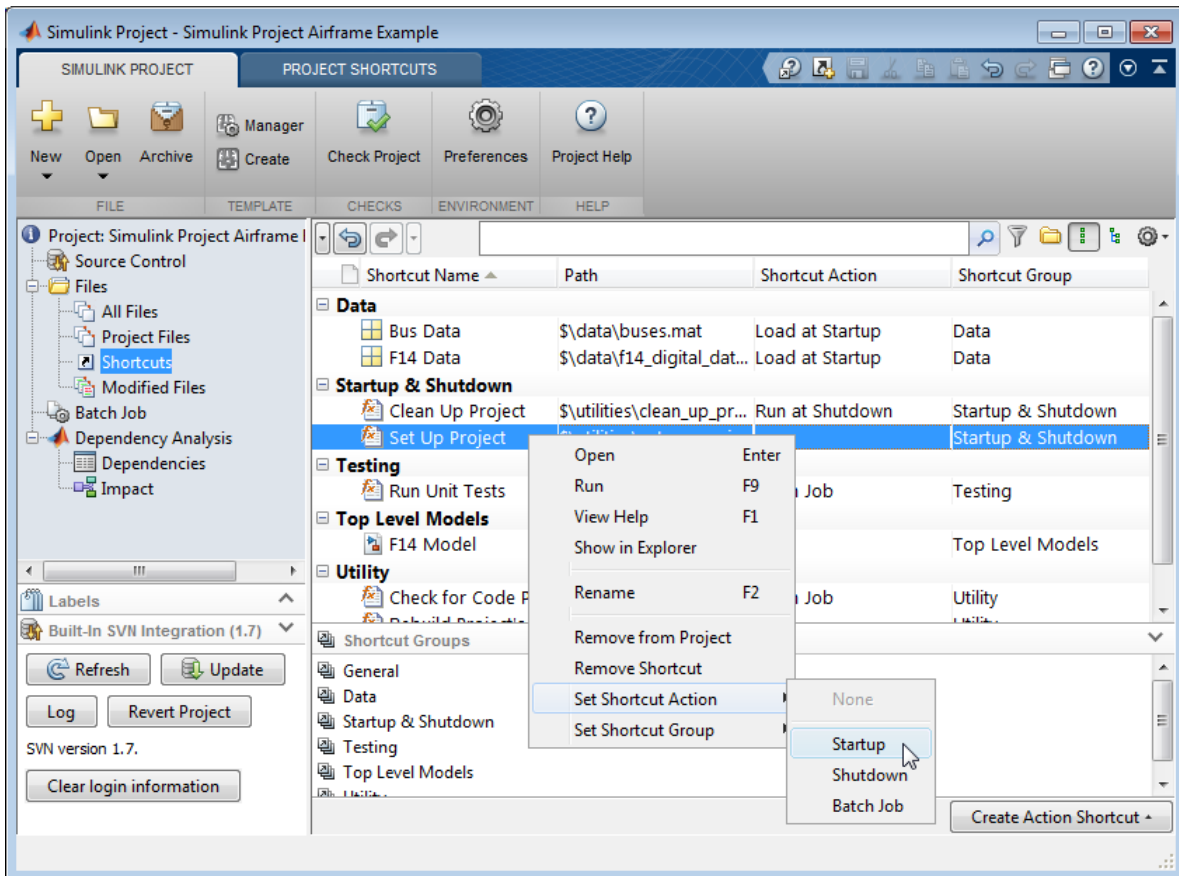 Simulink Project - Simulink Project Airframe Example
SIMULINK PROJECT PROJECT SHORTCUTS
New Open Archive Manager Create Check Project Preferences Project Help
FILE TEMPLATE CHECKS ENVIRONMENT HELP
Project: Simulink Project Airframe
Source Control
Files
All Files
Project Files
Shortcuts
Modified Files
Batch Job
Dependency Analysis
Dependencies
Impact
Labels
Built-In SVN Integration (1.7)
Refresh Update
Log Revert Project
SVN version 1.7.
Clear login information
Shortcut Name Path Shortcut Action Shortcut Group
Data
Bus Data $\data\buses.mat Load at Startup Data
F14 Data $\data\f14_digital_dat... Load at Startup Data
Startup & Shutdown
Clean Up Project $\utilities\clean_up_pr... Run at Shutdown Startup & Shutdown
Set Up Project Startup & Shutdown
Testing
Run Unit Tests Job Testing
Top Level Models
F14 Model Top Level Models
Utility
Check for Code P Job Utility
Shortcut Groups
General
Data
Startup & Shutdown
Testing
Top Level Models
Utility
Open Enter
Run F9
View Help F1
Show in Explorer
Rename F2
Remove from Project
Remove Shortcut
Set Shortcut Action
Set Shortcut Group
None
Startup
Shutdown
Batch Job
Create Action Shortcut